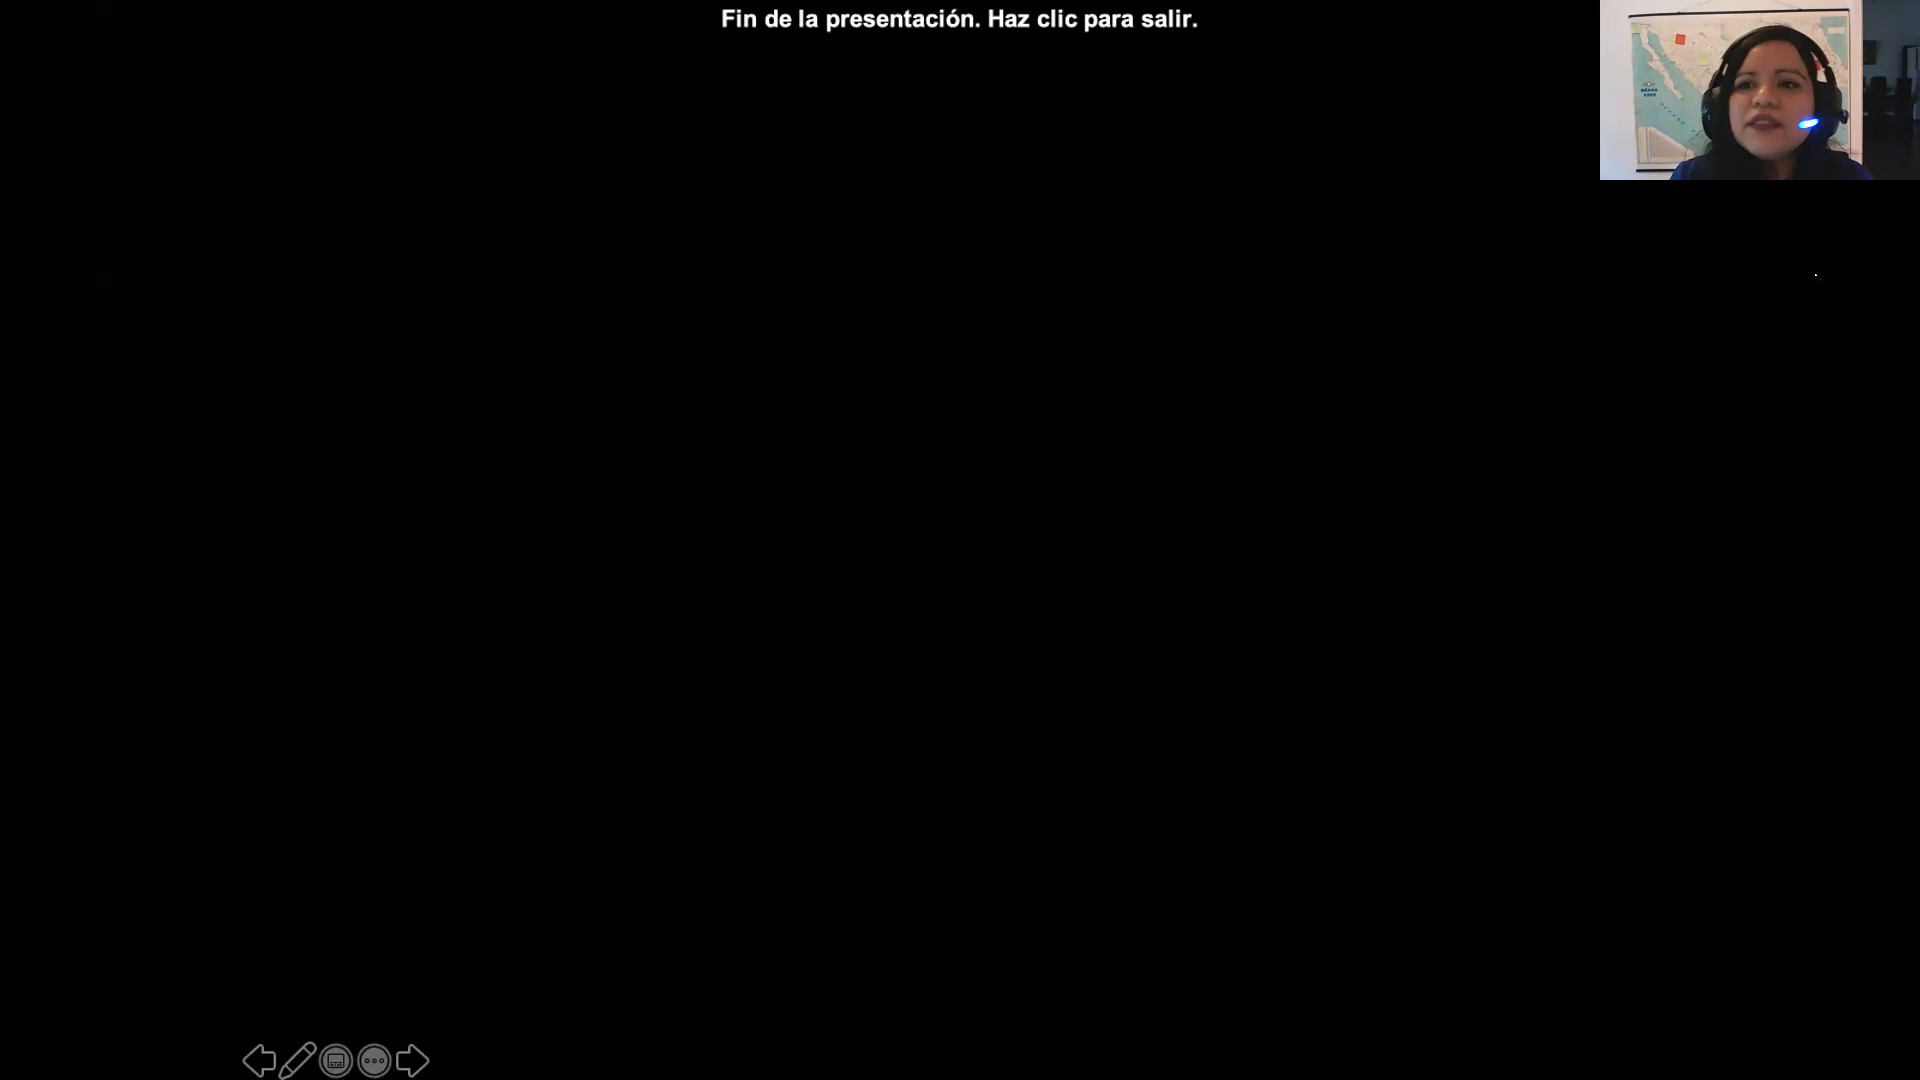 Fin de la presentación. Haz clic para salir.